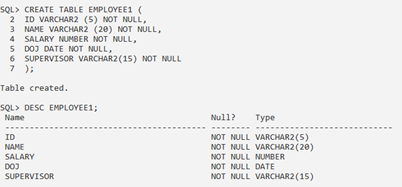 SQL> CREATE TABLE EMPLOYEE1 (
  2  ID VARCHAR2 (5) NOT NULL,
  3  NAME VARCHAR2 (20) NOT NULL,
  4  SALARY NUMBER NOT NULL,
  5  DOJ DATE NOT NULL,
  6  SUPERVISOR VARCHAR2(15) NOT NULL
  7  );
Table created.
SQL> DESC EMPLOYEE1;
 Name                                      Null?    Type
 ----------------------------------------- -------- ----------------------------
 ID                                        NOT NULL VARCHAR2(5)
 NAME                                      NOT NULL VARCHAR2(20)
 SALARY                                    NOT NULL NUMBER
 DOJ                                       NOT NULL DATE
 SUPERVISOR                                NOT NULL VARCHAR2(15)